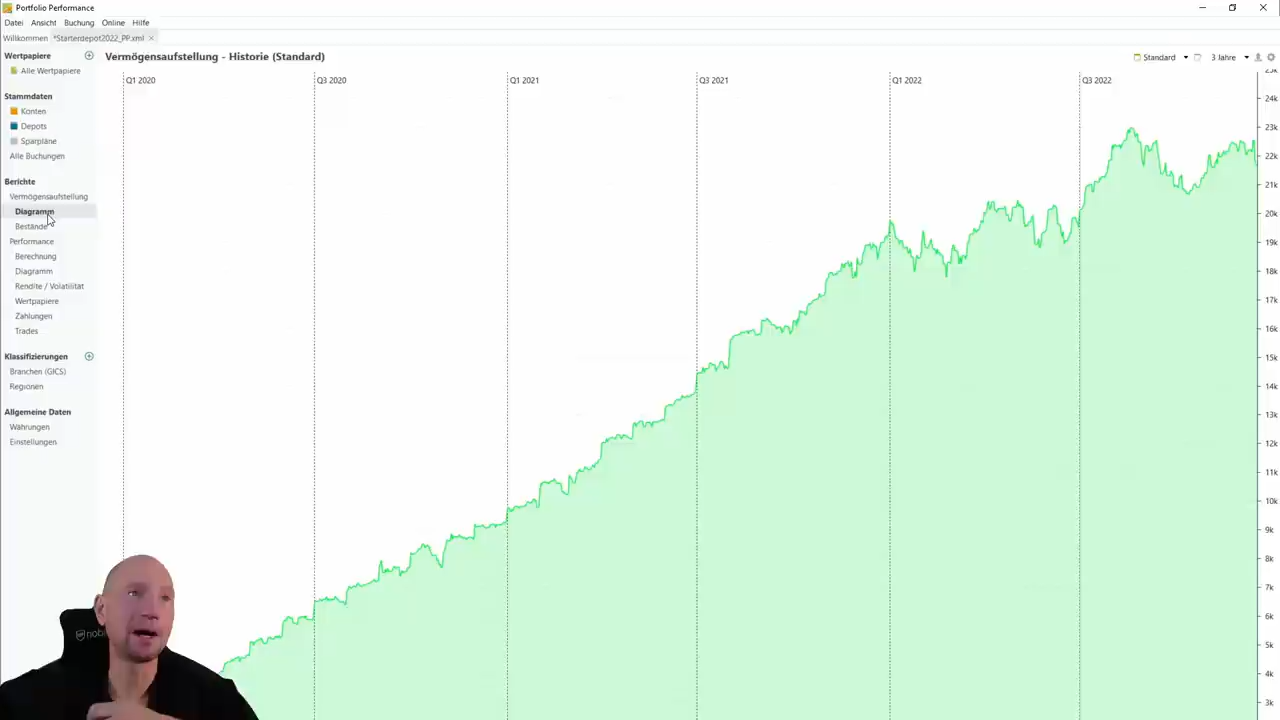 Portfolio Performance
Datei Ansicht Buchung Online Hilfe
Willkommen *Starterdepot2022_PP.xml
Wertpapiere
Alle Wertpapiere
Stammdaten
Konten
Depots
Sparpläne
Alle Buchungen
Berichte
Vermögensaufstellung
Diagramm
Bestände
Performance
Berechnung
Diagramm
Rendite / Volatilität
Wertpapiere
Zahlungen
Trades
Klassifizierungen
Branchen (GICS)
Regionen
Allgemeine Daten
Währungen
Einstellungen
Vermögensaufstellung - Historie (Standard)
Standard 3 Jahre
Q1 2020 Q3 2020 Q1 2021 Q3 2021 Q1 2022 Q3 2022
24k
23k
22k
21k
20k
19k
18k
17k
16k
15k
14k
13k
12k
11k
10k
9k
8k
7k
6k
5k
4k
3k